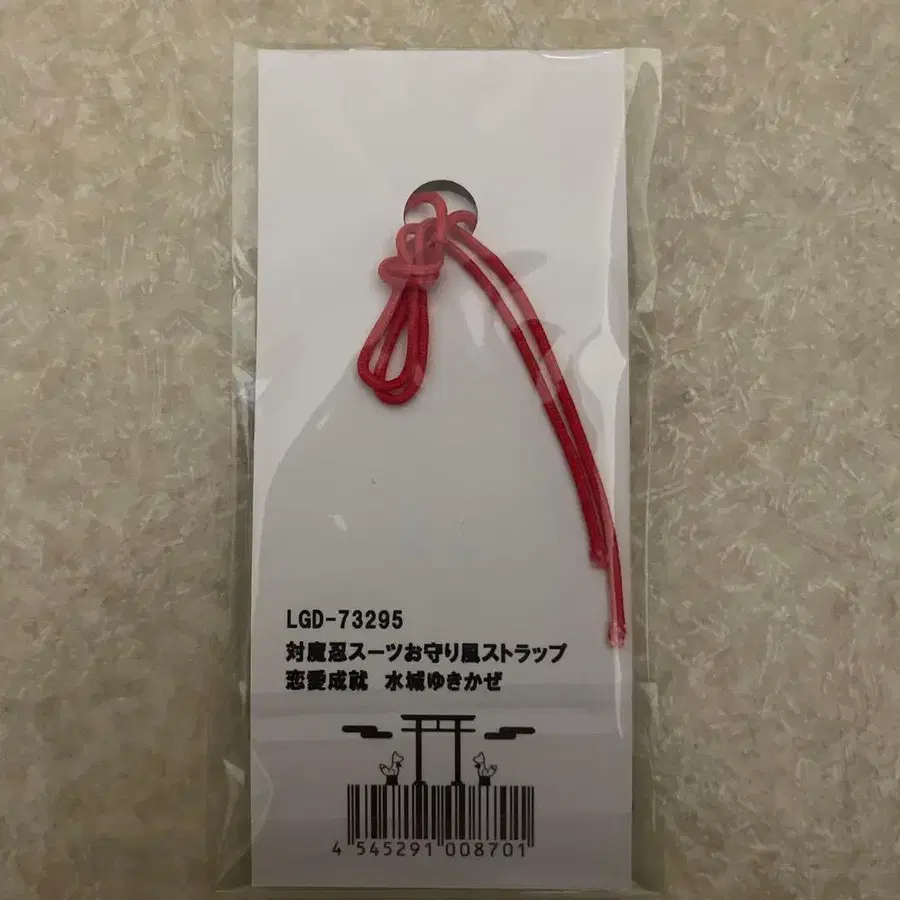 LGD-73295
対魔忍スーツお守り風ストラップ
恋愛成就 水城ゆきかぜ
4 545291 008701